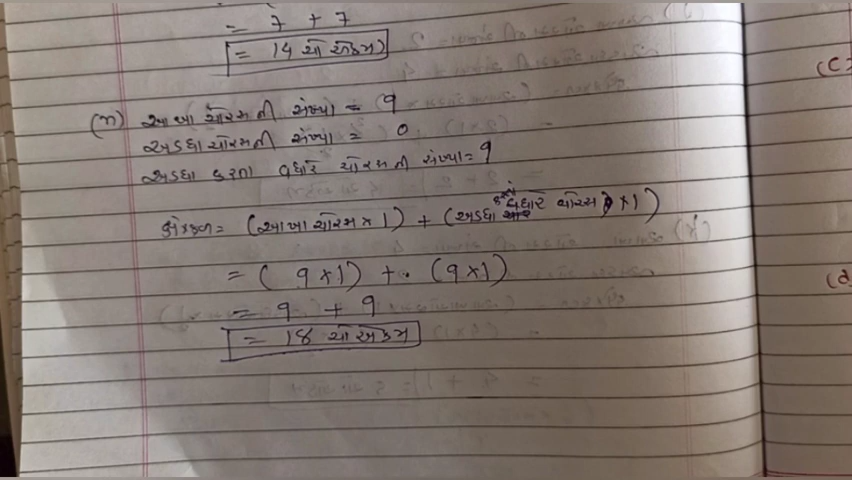 = 7 + 7
= 14 ચો એકમ
(n) આખા ચોરસની સંખ્યા = 9
અડધા ચોરસની સંખ્યા = 0
અડધા કરતા વધારે ચોરસની સંખ્યા = 9
ક્ષેત્રફળ = (આખા ચોરસ × 1) + (અડધા કરતાં વધારે ચોરસ × 1)
= ( 9 × 1) + (9 × 1)
= 9 + 9
= 18 ચો એકમ
(c)
(d)